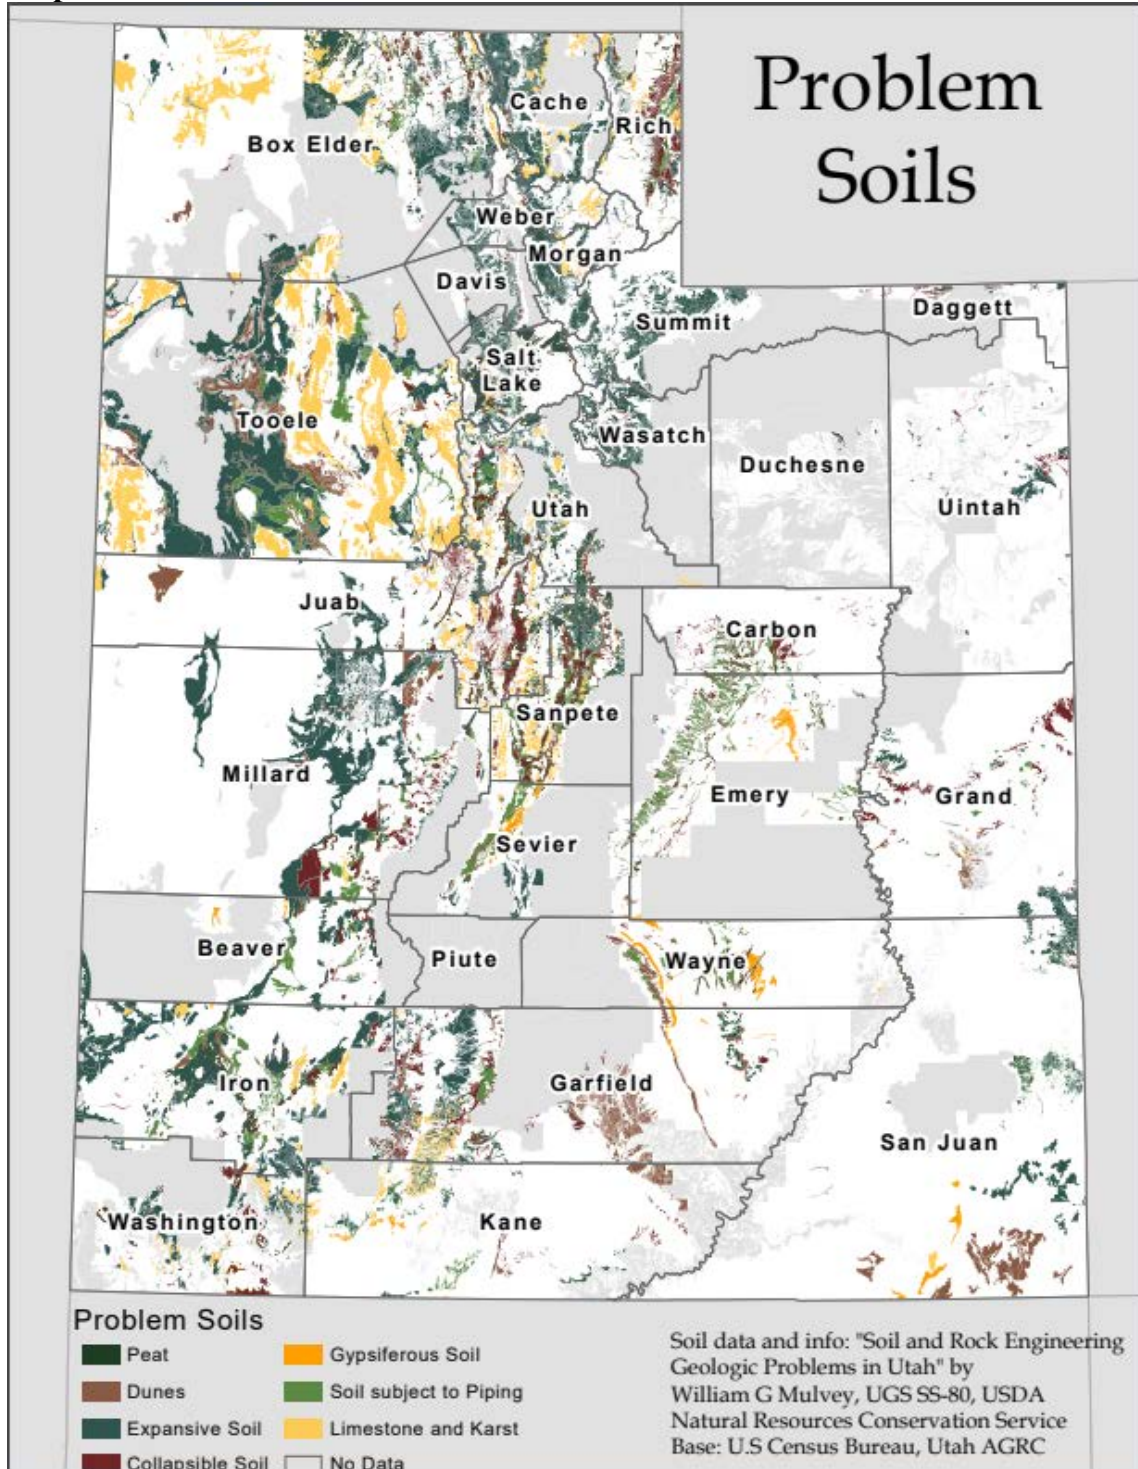 Problem
Soils
Cache
Rich
Box Elder
Weber
Morgan
Davis
Daggett
Summit
Salt
Lake
Tooele
Wasatch
Duchesne
Utah
Uintah
Juab
Carbon
Sanpete
Millard
Emery
Grand
Sevier
Beaver
Piute
Wayne
Iron
Garfield
San Juan
Washington
Kane
Problem Soils
Peat
Dunes
Expansive Soil
Collapsible Soil
Gypsiferous Soil
Soil subject to Piping
Limestone and Karst
No Data
Soil data and info: "Soil and Rock Engineering
Geologic Problems in Utah" by
William G Mulvey, UGS SS-80, USDA
Natural Resources Conservation Service
Base: U.S Census Bureau, Utah AGRC